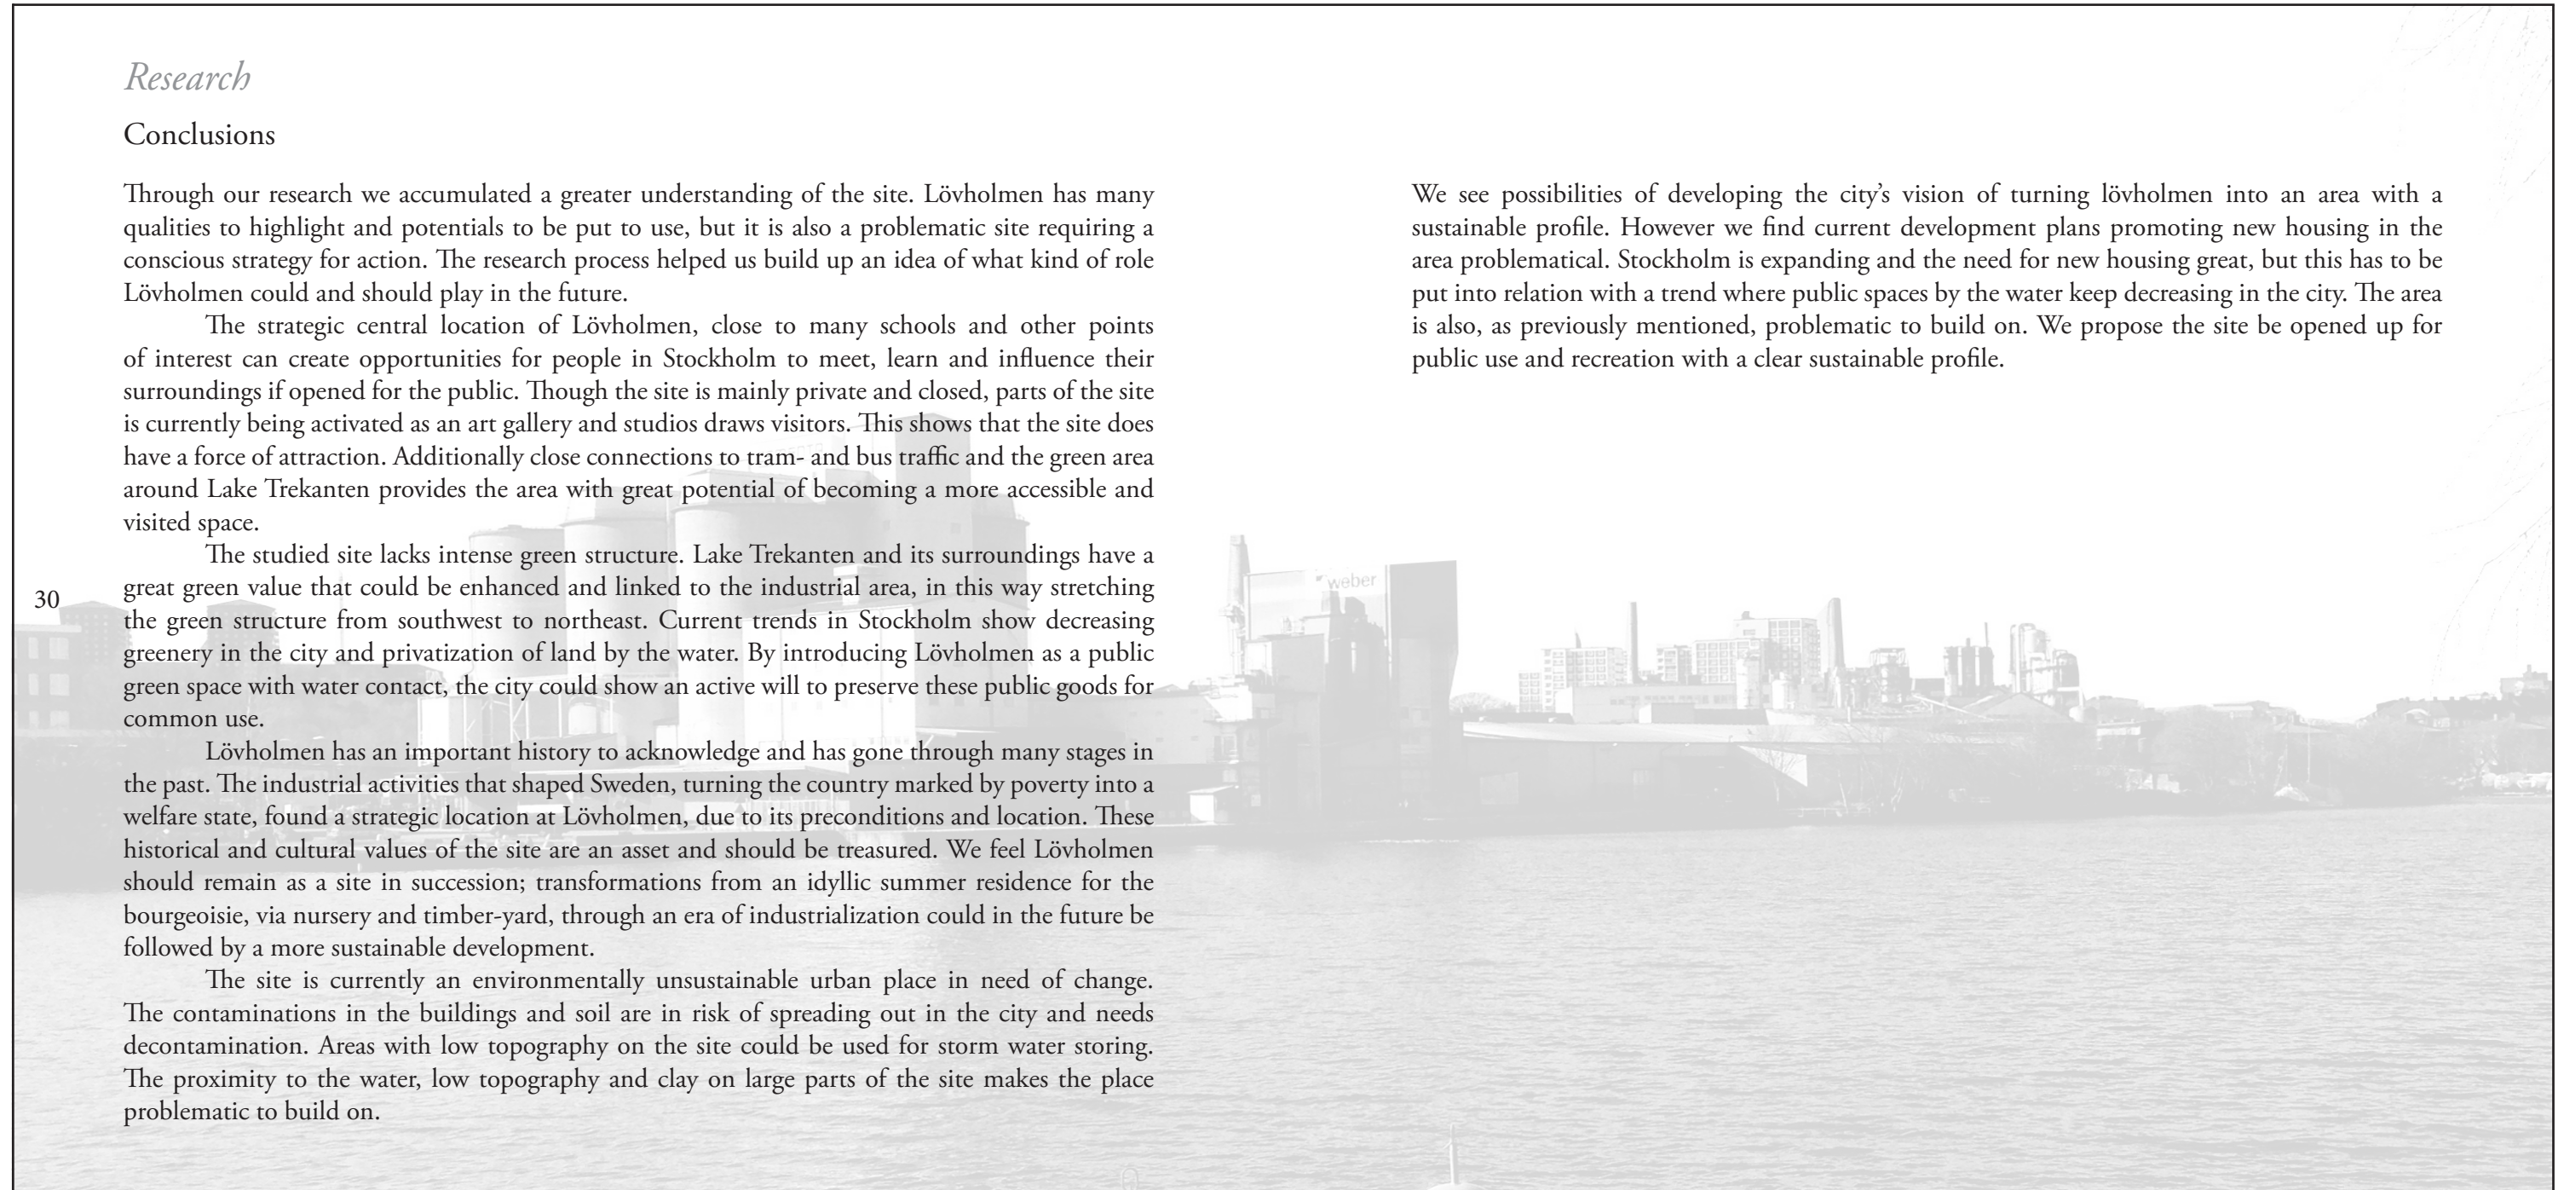 Research
Conclusions
Through our research we accumulated a greater understanding of the site. Lövholmen has many
qualities to highlight and potentials to be put to use, but it is also a problematic site requiring a
conscious strategy for action. The research process helped us build up an idea of what kind of role
Lövholmen could and should play in the future.
The strategic central location of Lövholmen, close to many schools and other points
of interest can create opportunities for people in Stockholm to meet, learn and influence their
surroundings if opened for the public. Though the site is mainly private and closed, parts of the site
is currently being activated as an art gallery and studios draws visitors. This shows that the site does
have a force of attraction. Additionally close connections to tram- and bus traffic and the green area
around Lake Trekanten provides the area with great potential of becoming a more accessible and
visited space.
The studied site lacks intense green structure. Lake Trekanten and its surroundings have a
great green value that could be enhanced and linked to the industrial area, in this way stretching
the green structure from southwest to northeast. Current trends in Stockholm show decreasing
greenery in the city and privatization of land by the water. By introducing Lövholmen as a public
green space with water contact, the city could show an active will to preserve these public goods for
common use.
Lövholmen has an important history to acknowledge and has gone through many stages in
the past. The industrial activities that shaped Sweden, turning the country marked by poverty into a
welfare state, found a strategic location at Lövholmen, due to its preconditions and location. These
historical and cultural values of the site are an asset and should be treasured. We feel Lövholmen
should remain as a site in succession; transformations from an idyllic summer residence for the
bourgeoisie, via nursery and timber-yard, through an era of industrialization could in the future be
followed by a more sustainable development.
The site is currently an environmentally unsustainable urban place in need of change.
The contaminations in the buildings and soil are in risk of spreading out in the city and needs
decontamination. Areas with low topography on the site could be used for storm water storing.
The proximity to the water, low topography and clay on large parts of the site makes the place
problematic to build on.
We see possibilities of developing the city's vision of turning lövholmen into an area with a
sustainable profile. However we find current development plans promoting new housing in the
area problematical. Stockholm is expanding and the need for new housing great, but this has to be
put into relation with a trend where public spaces by the water keep decreasing in the city. The area
is also, as previously mentioned, problematic to build on. We propose the site be opened up for
public use and recreation with a clear sustainable profile.
30
weber